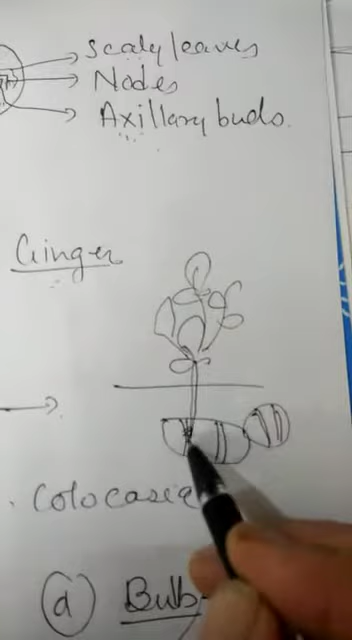 Scaly leaves
Nodes
Axillary buds.
Ginger
. Colocasia
(a) Bulb